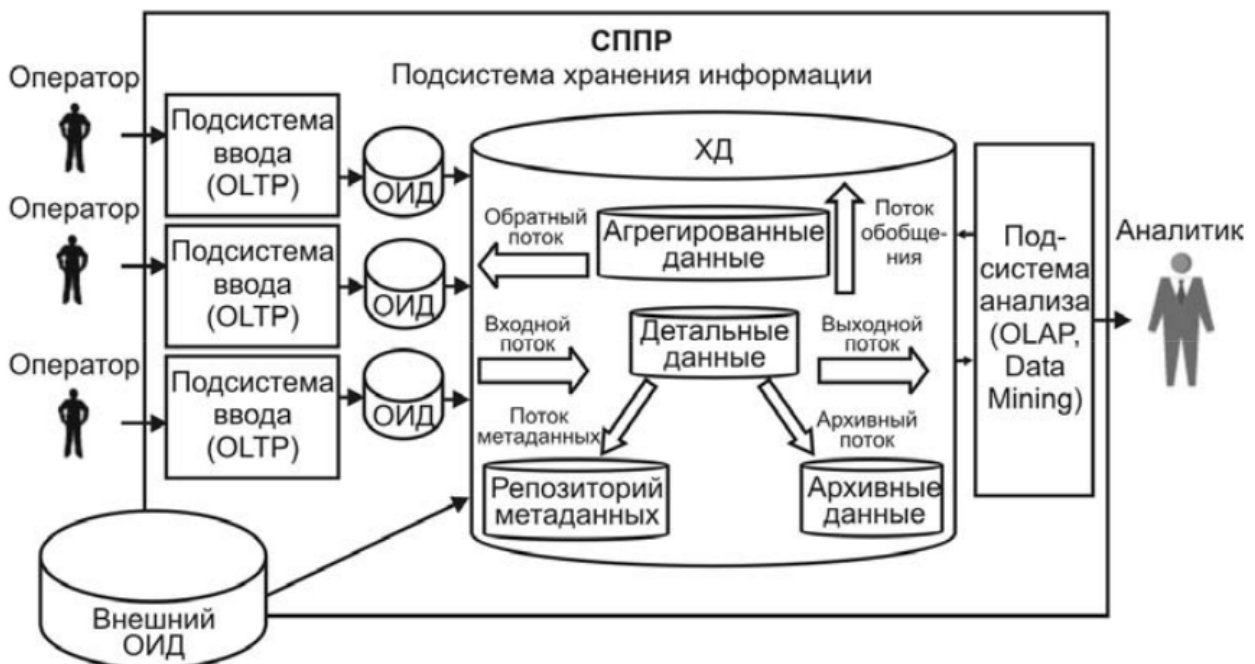 СППР
Подсистема хранения информации
Оператор
Подсистема
ввода
(OLTP)
ОИД
Оператор
Подсистема
ввода
(OLTP)
ОИД
Оператор
Подсистема
ввода
(OLTP)
ОИД
Внешний
ОИД
ХД
Обратный
поток
Агрегированные
данные
Поток
обобще-
ния
Входной
поток
Детальные
данные
Выходной
поток
Поток
метаданных
Архивный
поток
Репозиторий
метаданных
Архивные
данные
Под-
система
анализа
(OLAP,
Data
Mining)
Аналитик